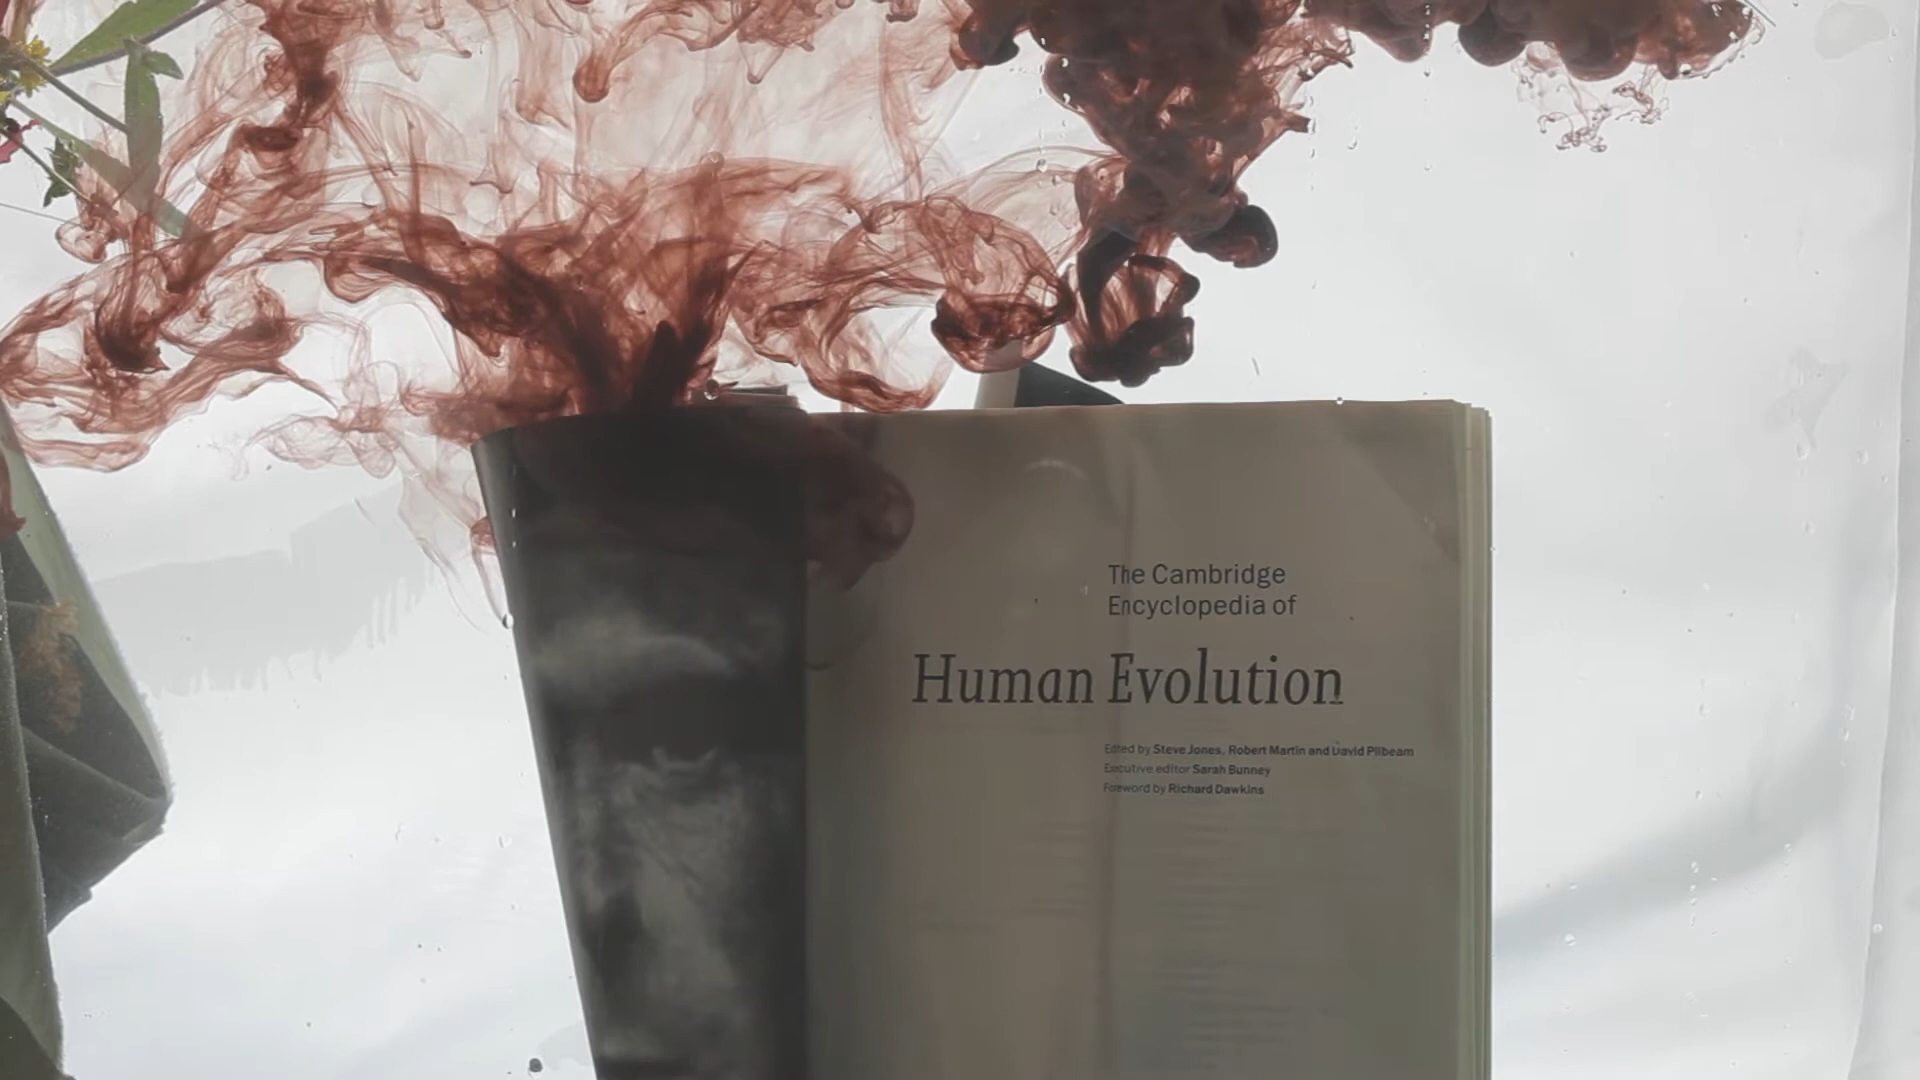 The Cambridge
Encyclopedia of
Human Evolution
Edited by Steve Jones, Robert Martin and David Pilbeam
Executive editor Sarah Bunney
Foreword by Richard Dawkins